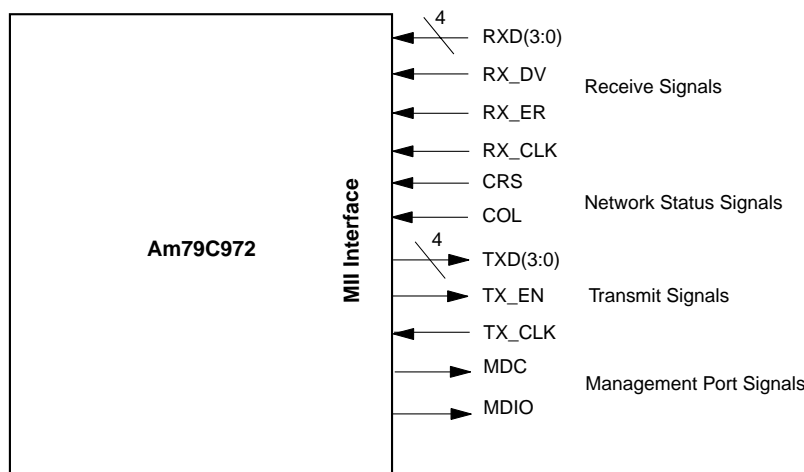 4
RXD(3:0)
RX_DV
Receive Signals
RX_ER
RX_CLK
CRS
Network Status Signals
COL
Am79C972
MII Interface
4
TXD(3:0)
TX_EN
Transmit Signals
TX_CLK
MDC
Management Port Signals
MDIO